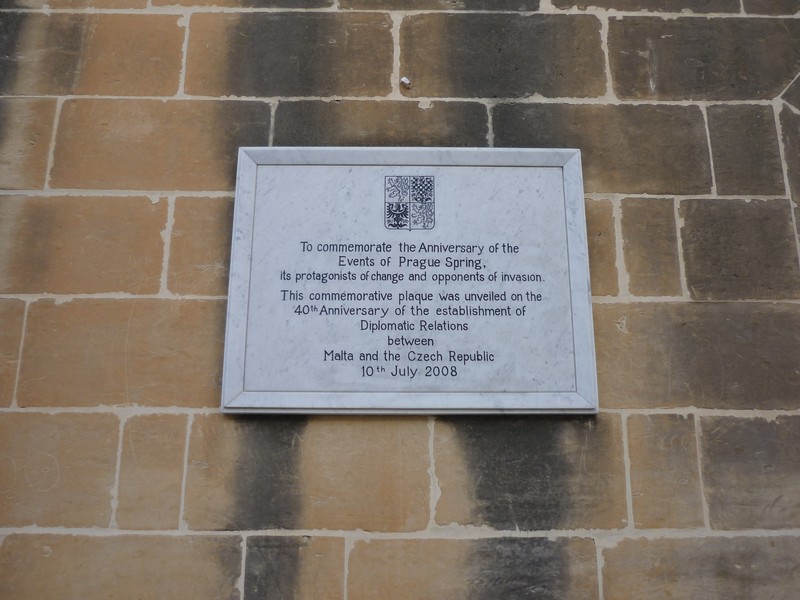 To commemorate the Anniversary of the
Events of Prague Spring,
its protagonists of change and opponents of invasion.
This commemorative plaque was unveiled on the
40th Anniversary of the establishment of
Diplomatic Relations
between
Malta and the Czech Republic
10th July 2008